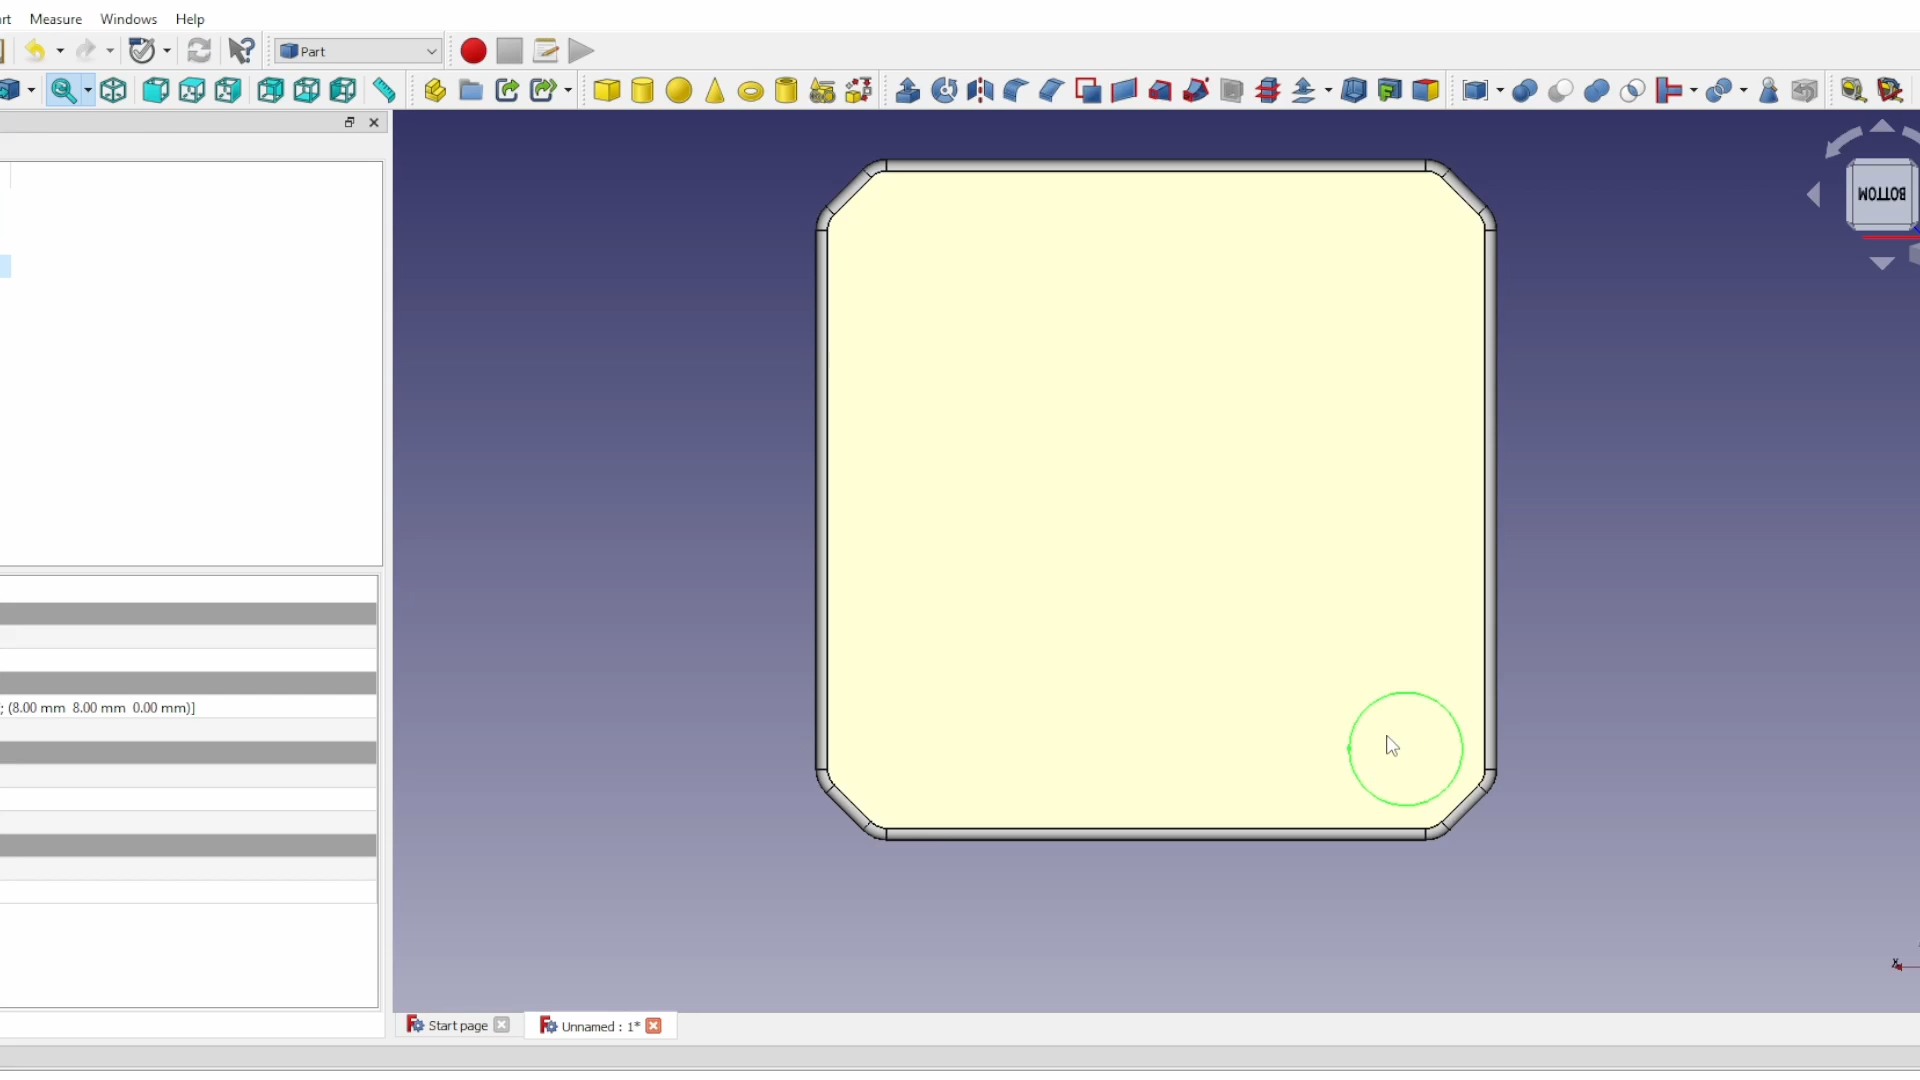 rt Measure Windows Help
Part
BOTTOM
; (8.00 mm 8.00 mm 0.00 mm)]
X
Start page
Unnamed : 1*